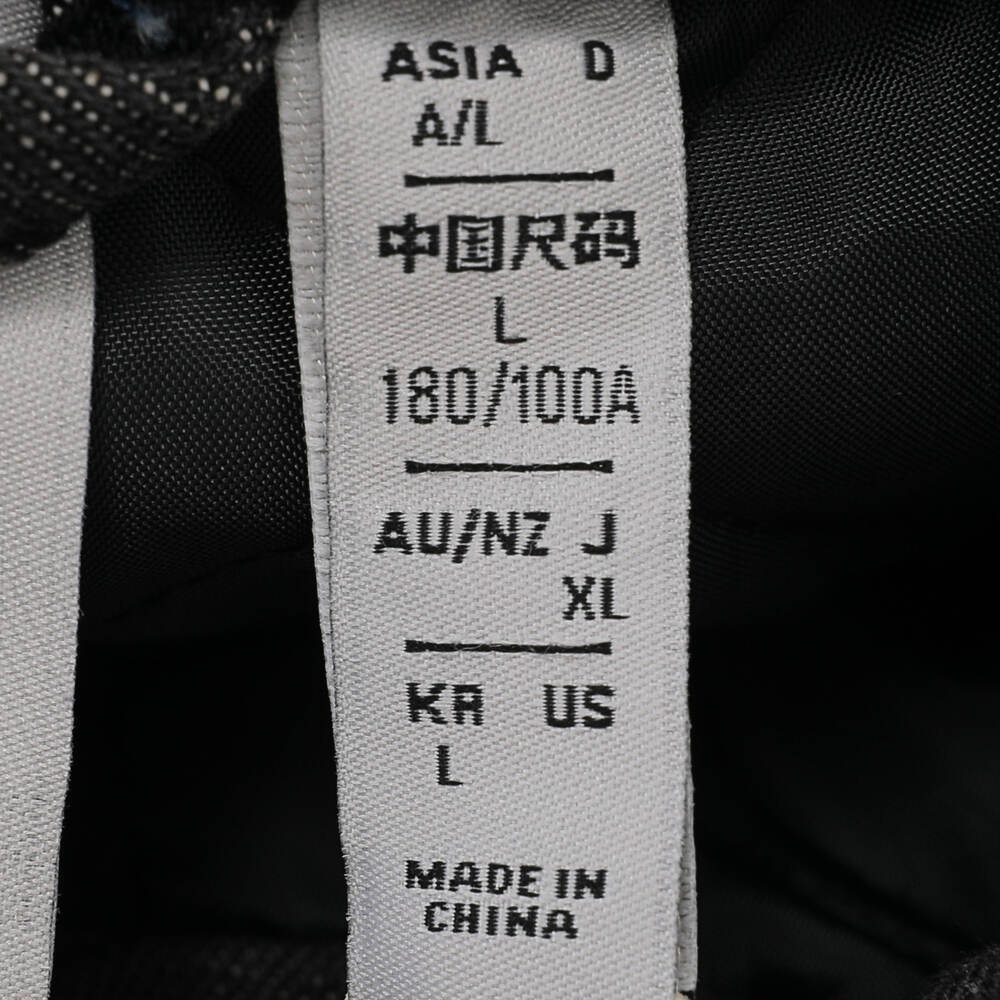 ASIA D
A/L
中国尺码
L
180/100A
AU/NZ J
XL
KR US
L
MADE IN
CHINA